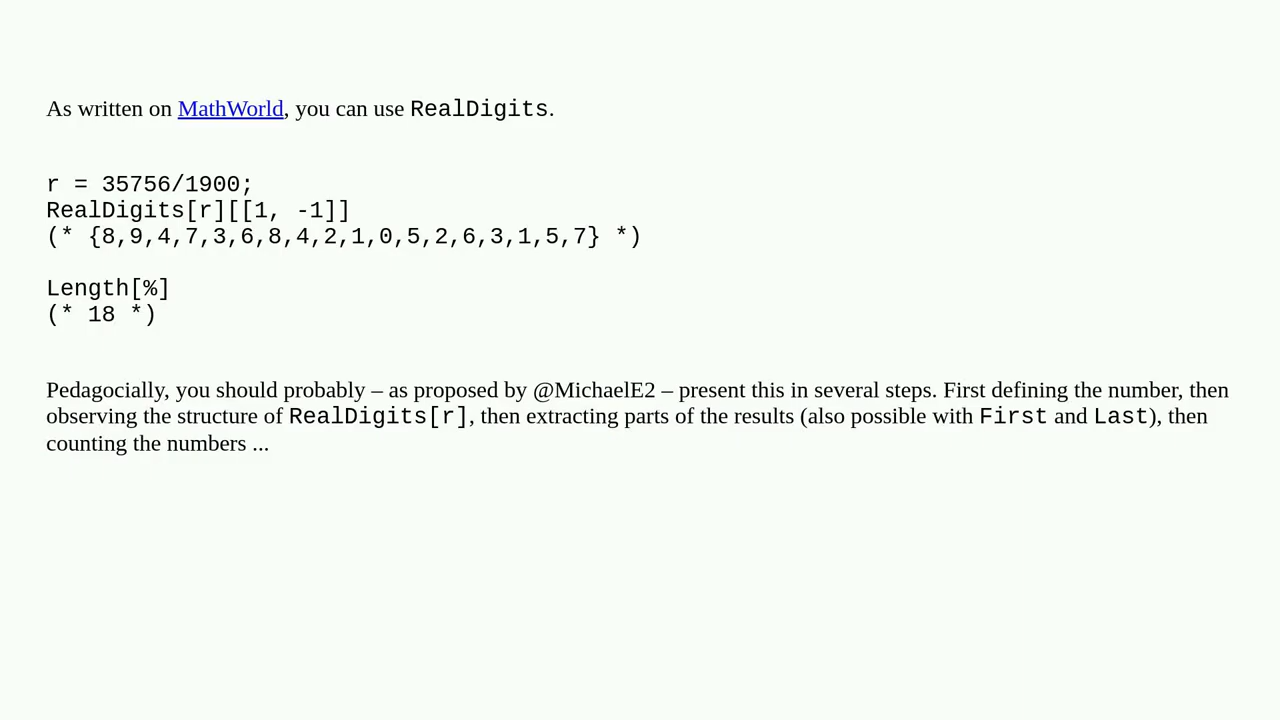 As written on MathWorld, you can use RealDigits.
r = 35756/1900;
RealDigits[r][[1, -1]]
(* {8,9,4,7,3,6,8,4,2,1,0,5,2,6,3,1,5,7} *)
Length[%]
(* 18 *)
Pedagocially, you should probably – as proposed by @MichaelE2 – present this in several steps. First defining the number, then
observing the structure of RealDigits[r], then extracting parts of the results (also possible with First and Last), then
counting the numbers ...